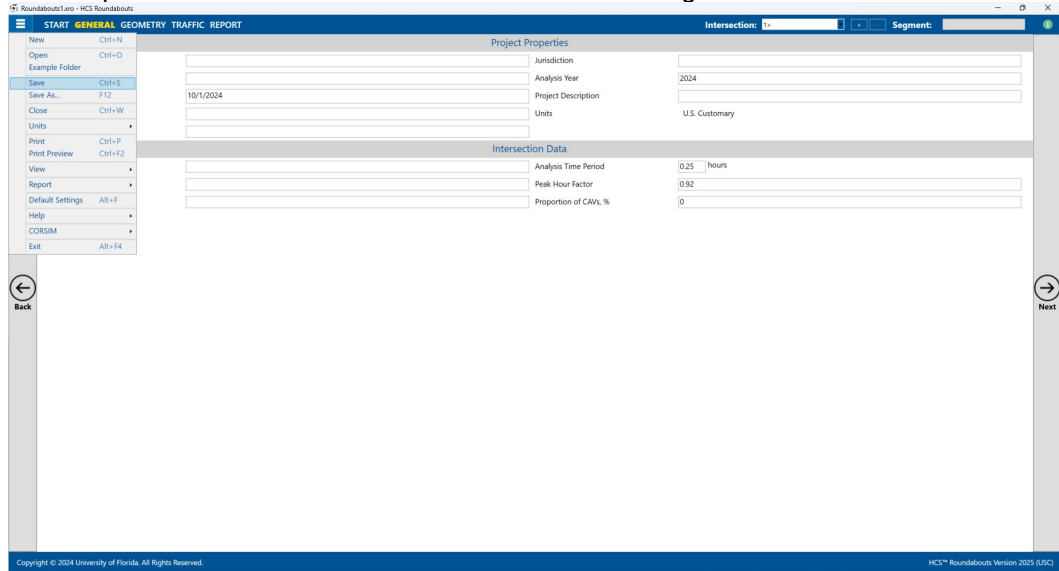 Roundabouts1.xro - HCS Roundabouts
START GENERAL GEOMETRY TRAFFIC REPORT Intersection: 1» + - Segment:
New Ctrl+N
Open Ctrl+O
Example Folder
Save Ctrl+S
Save As... F12
Close Ctrl+W
Units
Print Ctrl+P
Print Preview Ctrl+F2
View
Report
Default Settings Alt+F
Help
CORSIM
Exit Alt+F4
Project Properties
Jurisdiction
Analysis Year 2024
10/1/2024 Project Description
Units U.S. Customary
Intersection Data
Analysis Time Period 0.25 hours
Peak Hour Factor 0.92
Proportion of CAVs, % 0
Back
Next
Copyright © 2024 University of Florida. All Rights Reserved. HCS™ Roundabouts Version 2025 (USC)